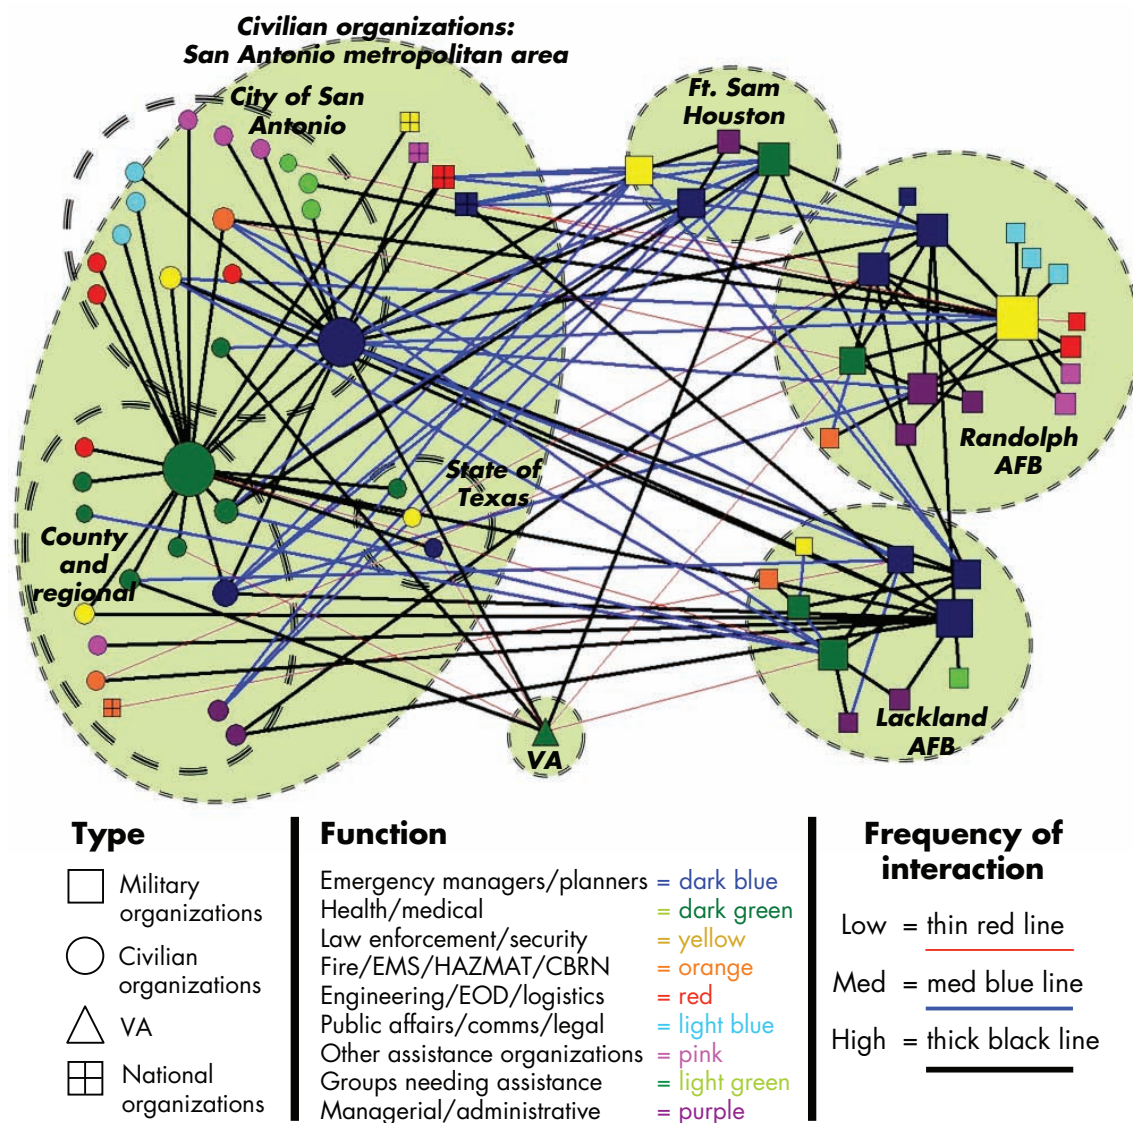 Civilian organizations:
San Antonio metropolitan area
City of San
Antonio
Ft. Sam
Houston
Randolph
AFB
State of
Texas
County
and
regional
Lackland
AFB
VA
Type
Military
organizations
Civilian
organizations
VA
National
organizations
Function
Emergency managers/planners = dark blue
Health/medical = dark green
Law enforcement/security = yellow
Fire/EMS/HAZMAT/CBRN = orange
Engineering/EOD/logistics = red
Public affairs/comms/legal = light blue
Other assistance organizations = pink
Groups needing assistance = light green
Managerial/administrative = purple
Frequency of
interaction
Low = thin red line
Med = med blue line
High = thick black line